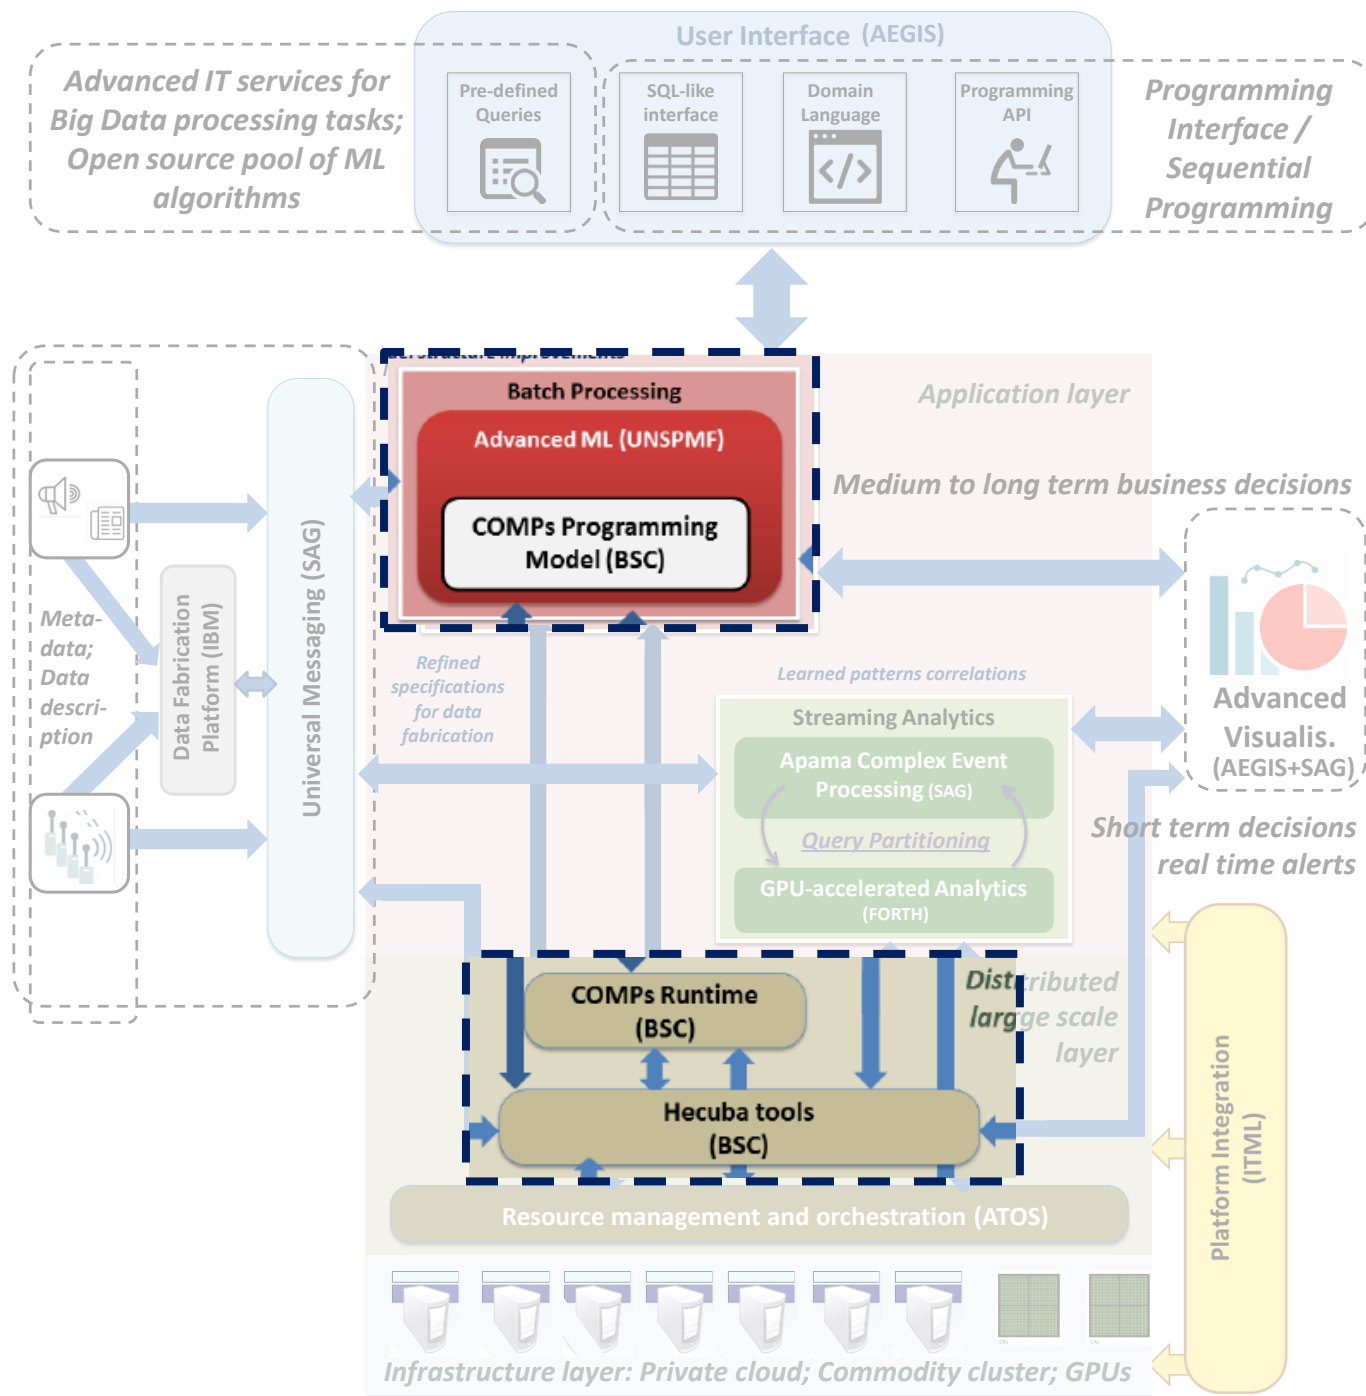 User Interface (AEGIS)
Advanced IT services for
Big Data processing tasks;
Open source pool of ML
algorithms
Pre-defined
Queries
SQL-like
interface
Domain
Language
Programming
API
Programming
Interface /
Sequential
Programming
structure improvements
Batch Processing
Advanced ML (UNSPMF)
COMPs Programming
Model (BSC)
Application layer
Medium to long term business decisions
Meta-
data;
Data
descri-
ption
Data Fabrication
Platform (IBM)
Universal Messaging (SAG)
Refined
specifications
for data
fabrication
Learned patterns correlations
Streaming Analytics
Apama Complex Event
Processing (SAG)
Query Partitioning
GPU-accelerated Analytics
(FORTH)
Advanced
Visualis.
(AEGIS+SAG)
Short term decisions
real time alerts
COMPs Runtime
(BSC)
Distributed
large scale
layer
Hecuba tools
(BSC)
Resource management and orchestration (ATOS)
Platform Integration
(ITML)
Infrastructure layer: Private cloud; Commodity cluster; GPUs